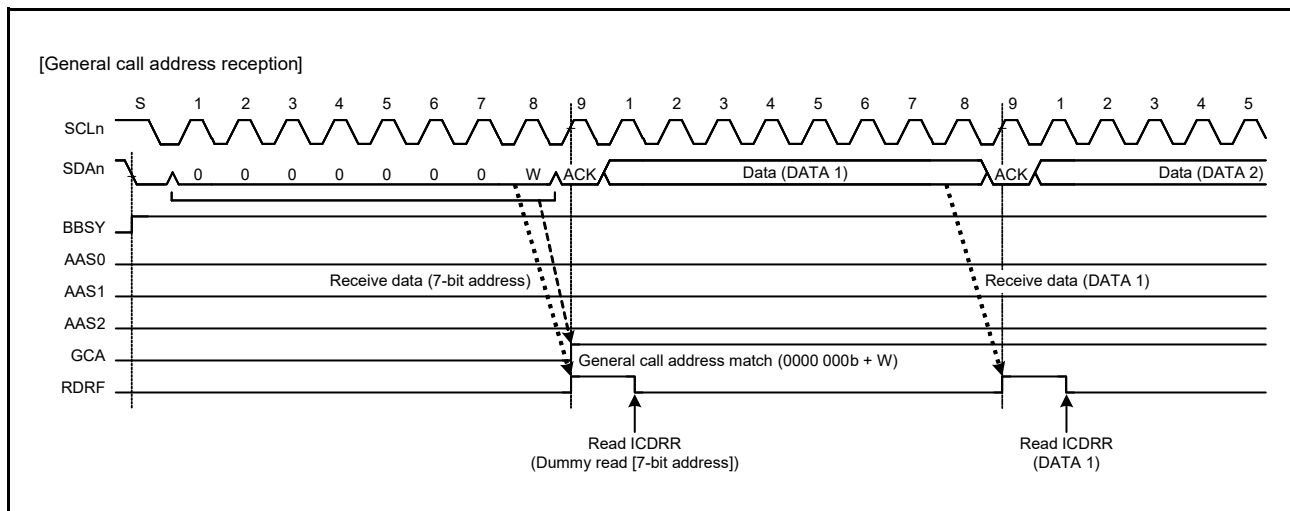 [General call address reception]
S 1 2 3 4 5 6 7 8 9 1 2 3 4 5 6 7 8 9 1 2 3 4 5
SCLn
SDAn 0 0 0 0 0 0 0 W ACK Data (DATA 1) ACK Data (DATA 2)
BBSY
AAS0
Receive data (7-bit address) Receive data (DATA 1)
AAS1
AAS2
GCA General call address match (0000 000b + W)
RDRF
Read ICDRR Read ICDRR
(Dummy read [7-bit address]) (DATA 1)